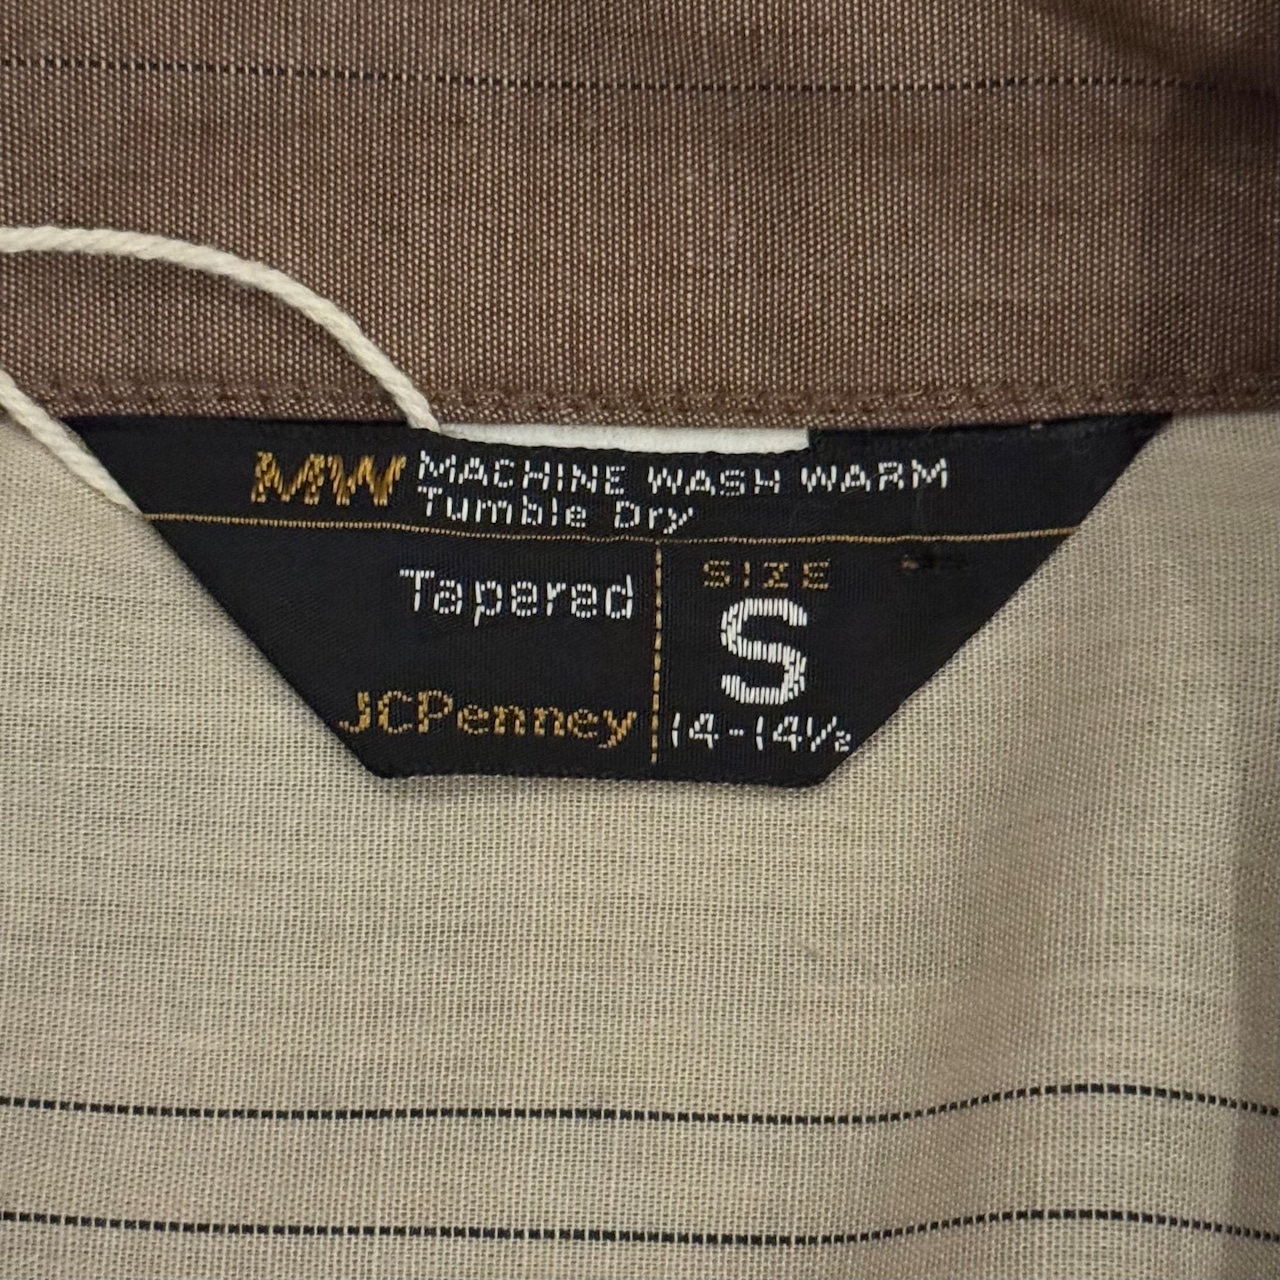 MW MACHINE WASH WARM
Tumble Dry
Tapered
JCPenney
SIZE
S
14-14½